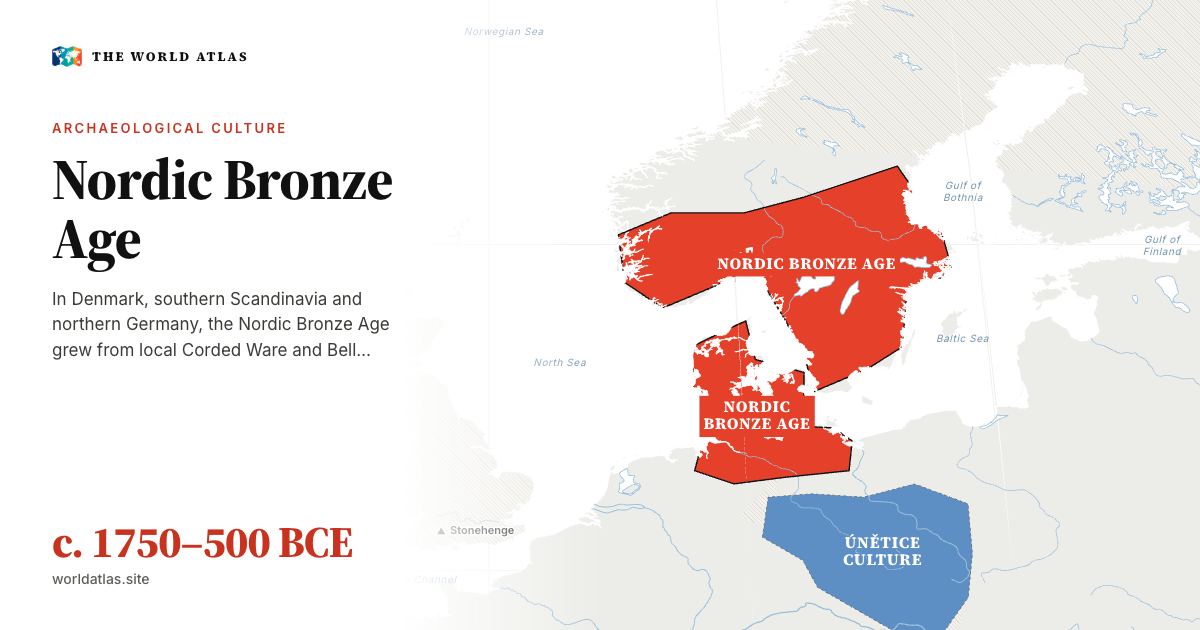 THE WORLD ATLAS
ARCHAEOLOGICAL CULTURE
Nordic Bronze
Age
In Denmark, southern Scandinavia and
northern Germany, the Nordic Bronze Age
grew from local Corded Ware and Bell...
c. 1750–500 BCE
worldatlas.site
Norwegian Sea
Gulf of
Bothnia
Gulf of
Finland
NORDIC BRONZE AGE
Baltic Sea
North Sea
NORDIC
BRONZE AGE
▲ Stonehenge
ÚNĚTICE
CULTURE
Channel